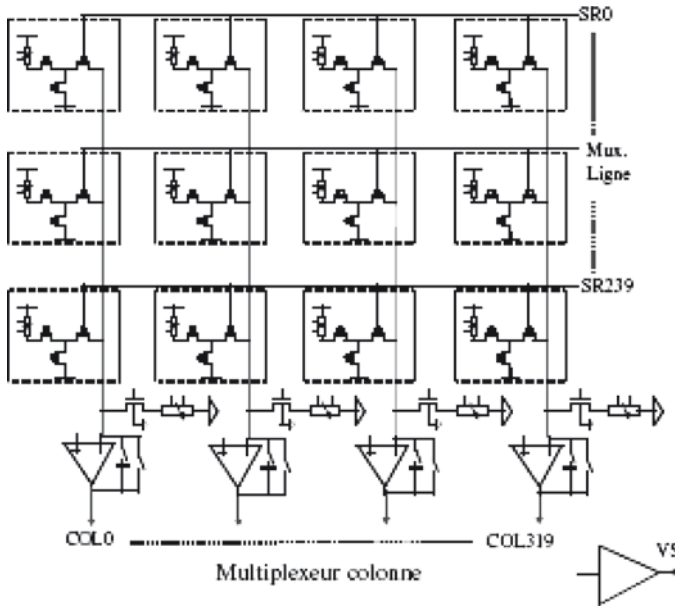 SR0
Mux.
Ligne
SR239
COL0
COL319
Multiplexeur colonne
VS